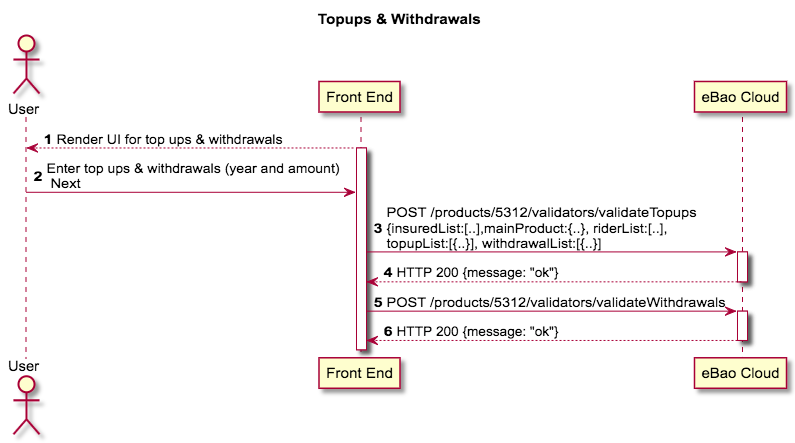 Topups & Withdrawals
User
Front End
eBao Cloud
1 Render UI for top ups & withdrawals
2 Enter top ups & withdrawals (year and amount)
Next
3 POST /products/5312/validators/validateTopups
{insuredList:[..],mainProduct:{..}, riderList:[..],
topupList:[{..}], withdrawalList:[{..}]
4 HTTP 200 {message: "ok"}
5 POST /products/5312/validators/validateWithdrawals
6 HTTP 200 {message: "ok"}
User
Front End
eBao Cloud